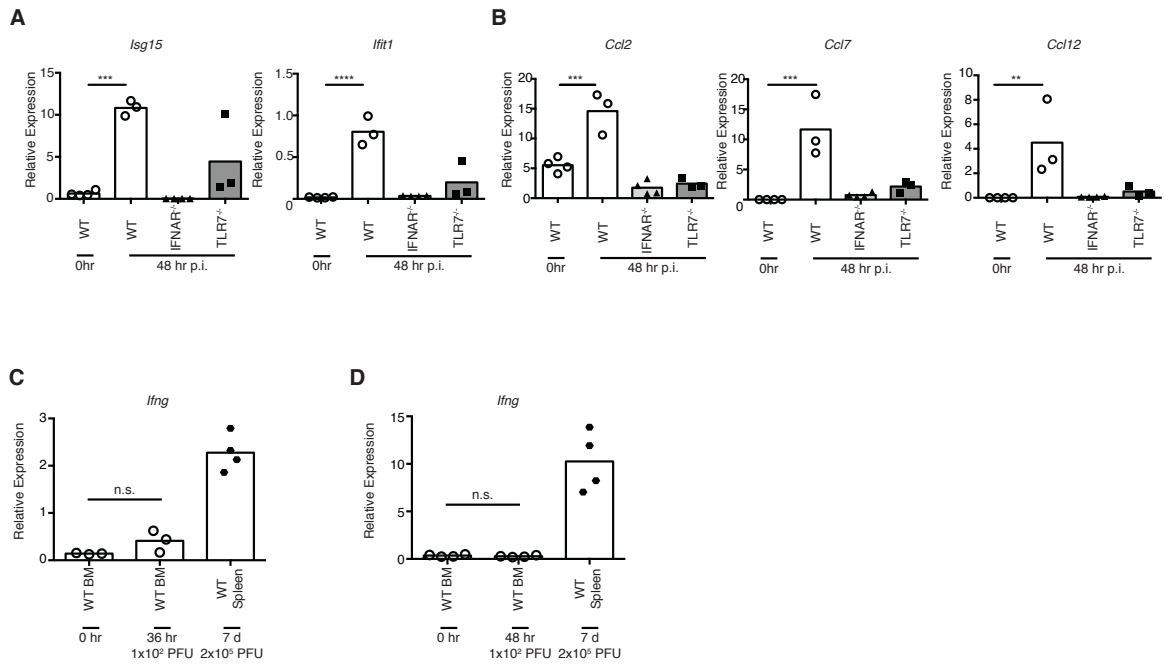 A
B
Isg15
Ifit1
Ccl2
Ccl7
Ccl12
Relative Expression
15
10
5
0
***
WT
WT
IFNAR-/-
TLR7-/-
0hr
48 hr p.i.
Relative Expression
1.5
1.0
0.5
0.0
****
WT
WT
IFNAR-/-
TLR7-/-
0hr
48 hr p.i.
Relative Expression
20
15
10
5
0
***
WT
WT
IFNAR-/-
TLR7-/-
0hr
48 hr p.i.
Relative Expression
20
15
10
5
0
***
WT
WT
IFNAR-/-
TLR7-/-
0hr
48 hr p.i.
Relative Expression
10
8
6
4
2
0
**
WT
WT
IFNAR-/-
TLR7-/-
0hr
48 hr p.i.
C
D
Ifng
Relative Expression
3
2
1
0
n.s.
WT BM
WT BM
WT
Spleen
0 hr
36 hr
1x10² PFU
7 d
2x10⁵ PFU
Ifng
Relative Expression
15
10
5
0
n.s.
WT BM
WT BM
WT
Spleen
0 hr
48 hr
1x10² PFU
7 d
2x10⁵ PFU